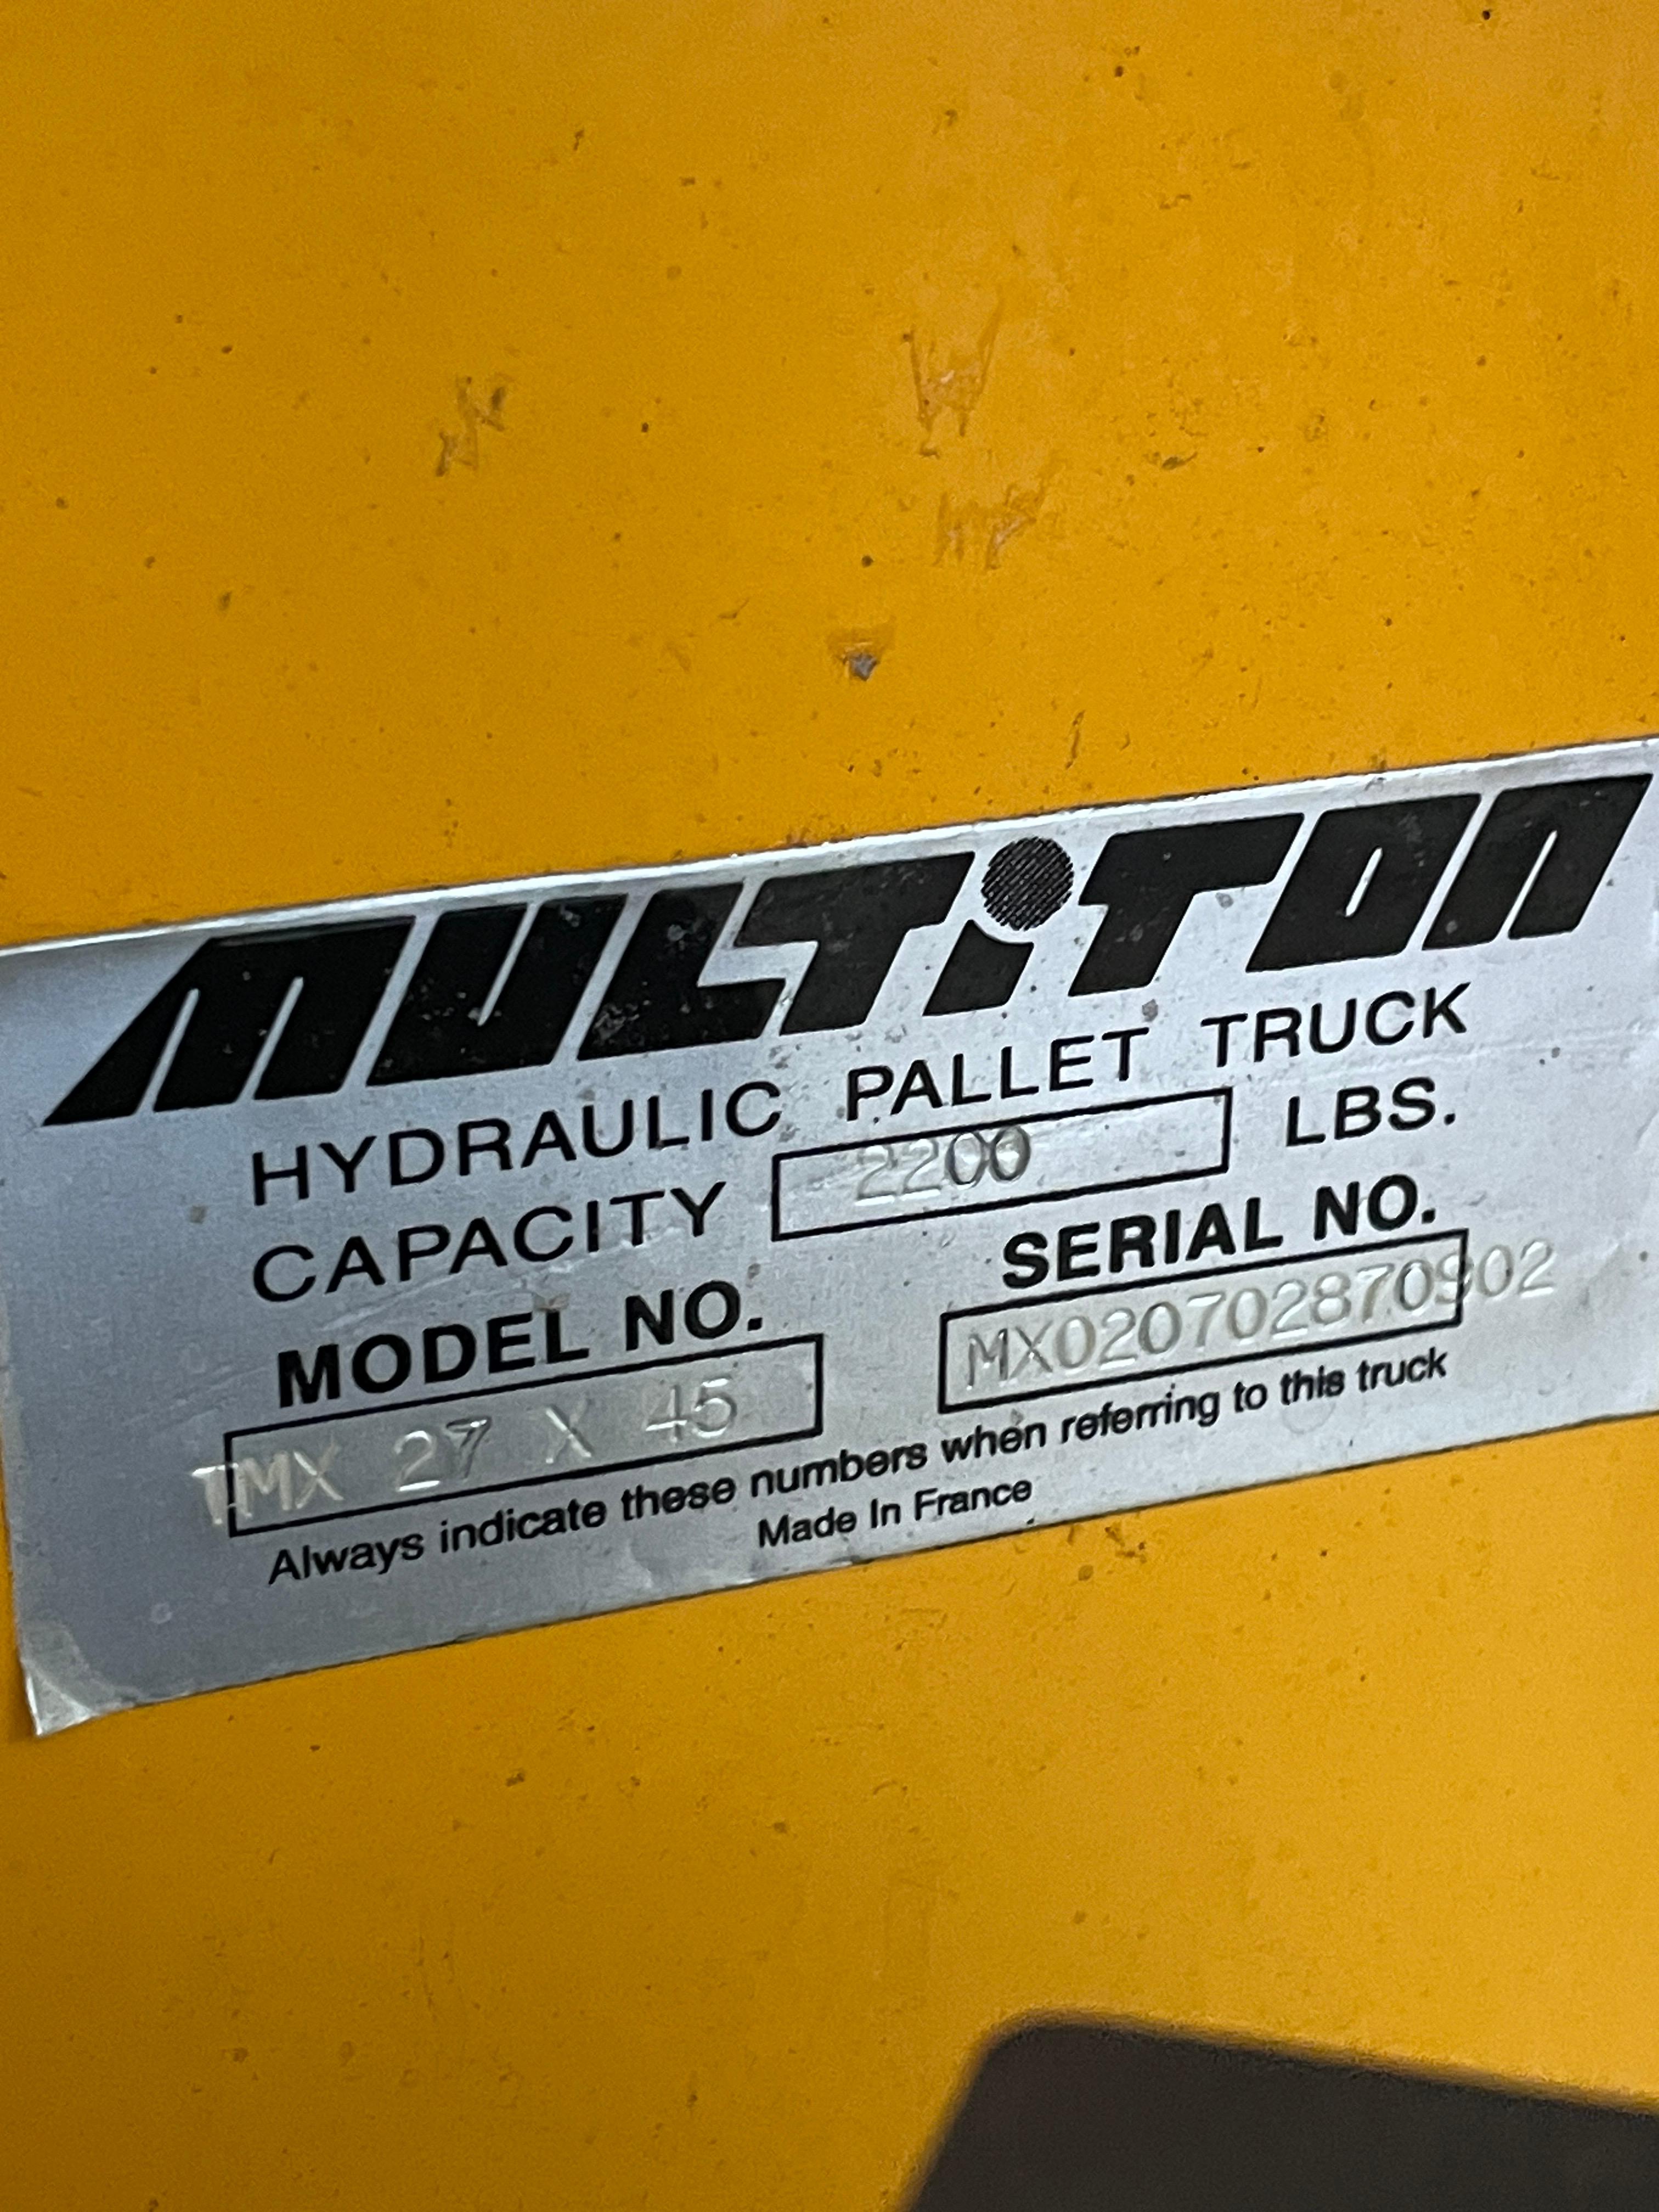 MULTiTON
HYDRAULIC PALLET TRUCK
CAPACITY 2200 LBS.
MODEL NO. SERIAL NO.
TMX 27 X 45 MX020702870902
Always indicate these numbers when referring to this truck
Made In France